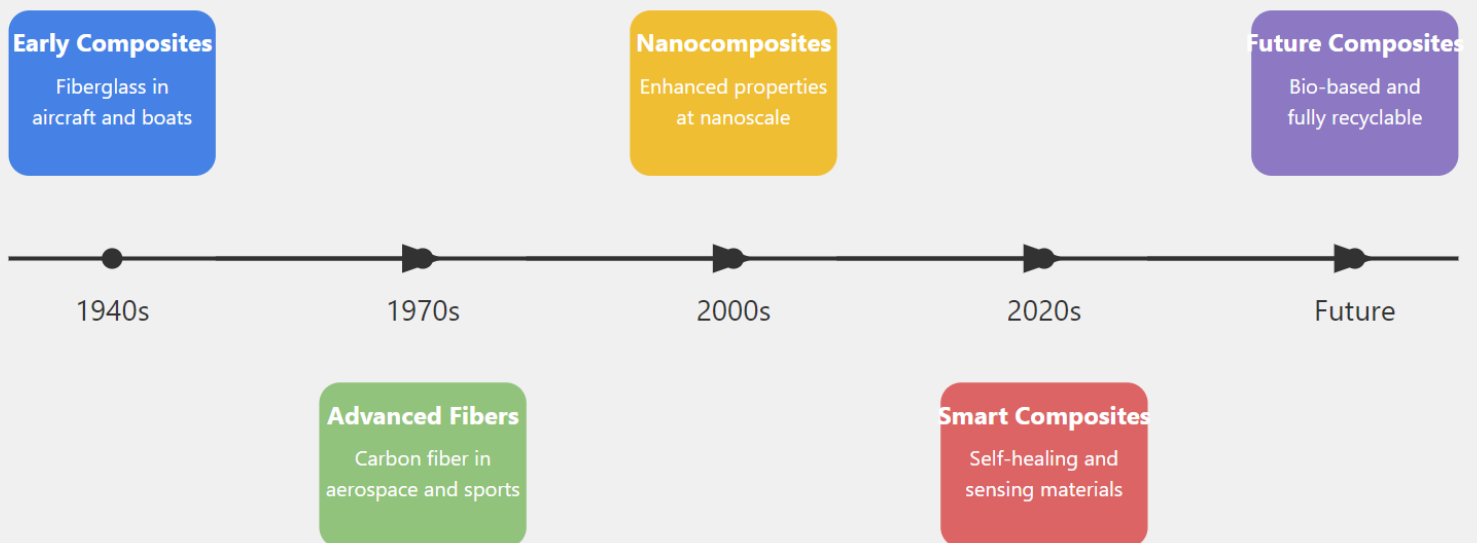 Early Composites
Fiberglass in
aircraft and boats
Nanocomposites
Enhanced properties
at nanoscale
Future Composites
Bio-based and
fully recyclable
1940s
1970s
2000s
2020s
Future
Advanced Fibers
Carbon fiber in
aerospace and sports
Smart Composites
Self-healing and
sensing materials